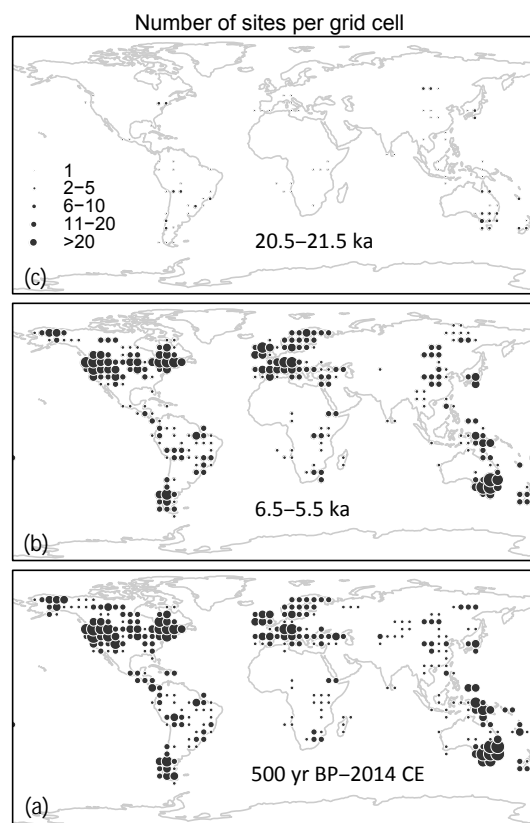 Number of sites per grid cell
1
2–5
6–10
11–20
>20
20.5–21.5 ka
(c)
6.5–5.5 ka
(b)
500 yr BP–2014 CE
(a)